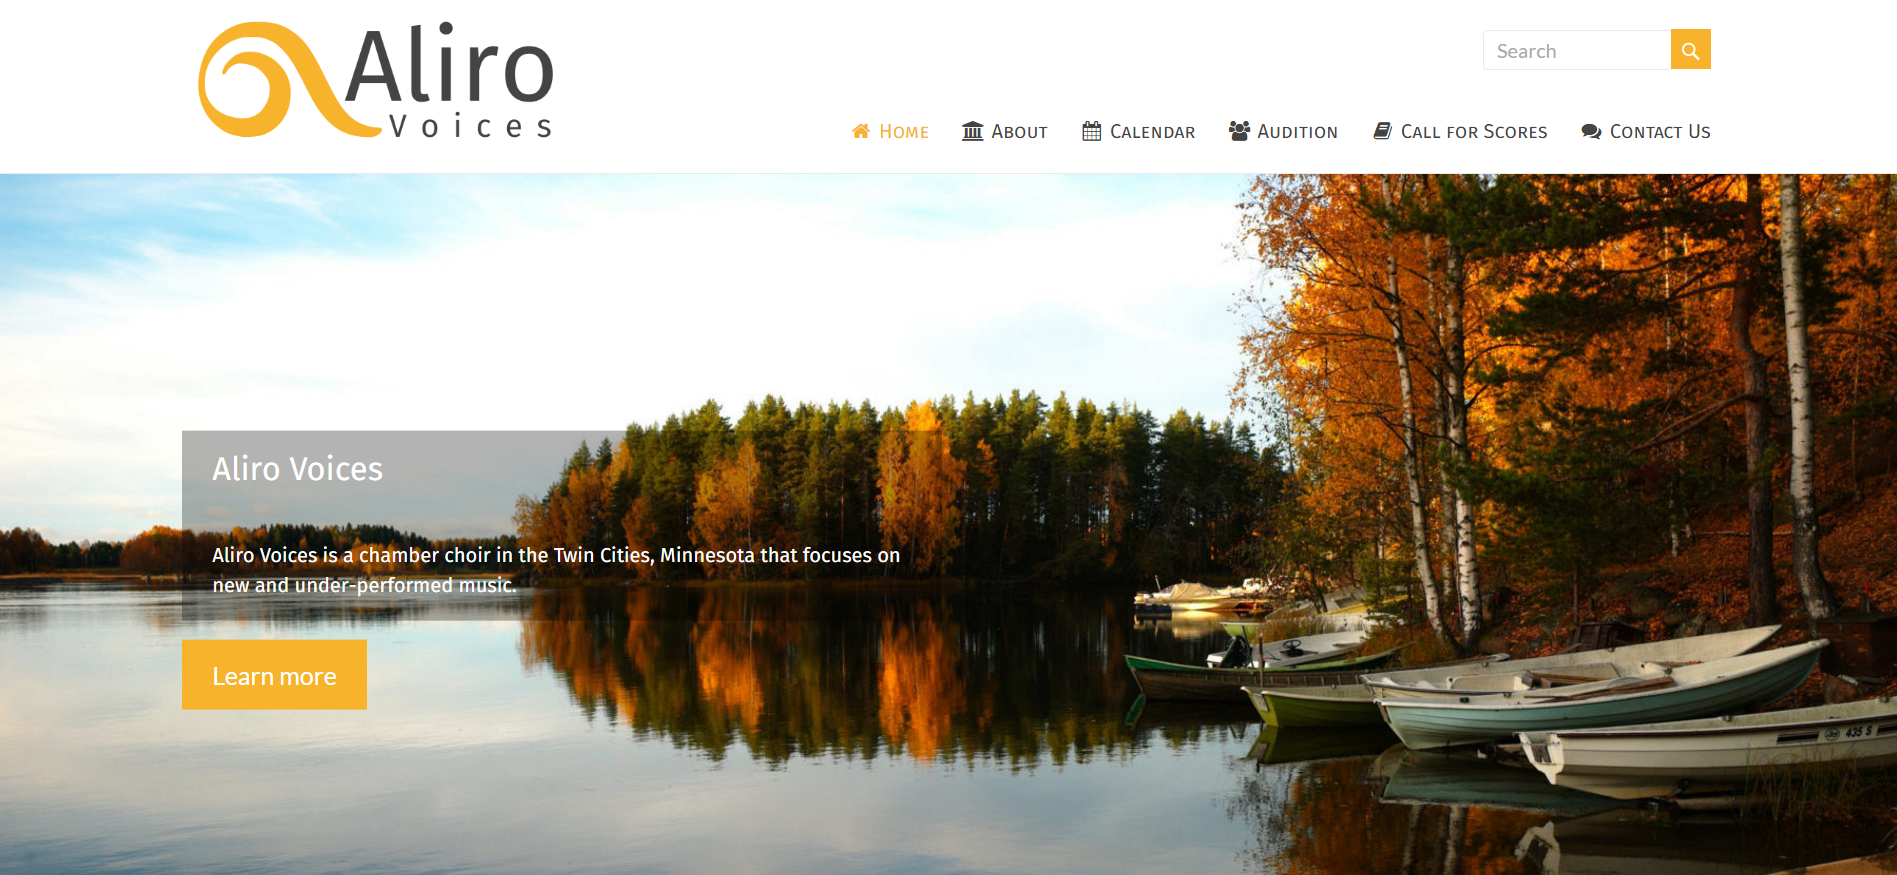 Aliro
Voices
Search
Home About Calendar Audition Call for Scores Contact Us
Aliro Voices
Aliro Voices is a chamber choir in the Twin Cities, Minnesota that focuses on
new and under-performed music.
Learn more
435 S